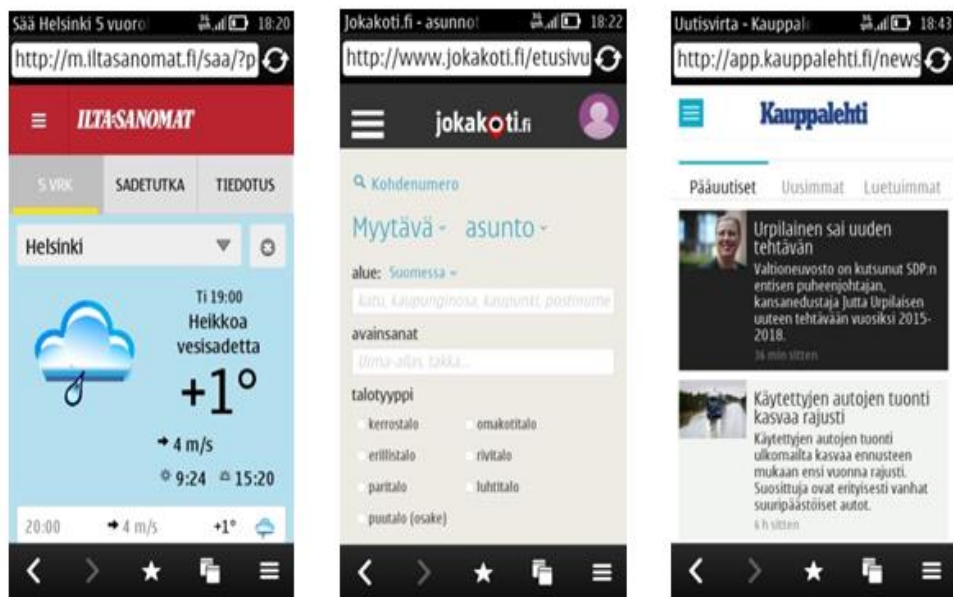 Sää Helsinki 5 vuorol
18:20
http://m.iltasanomat.fi/saa/?p
ILTA-SANOMAT
5 VRK SADETUTKA TIEDOTUS
Helsinki
Ti 19:00
Heikkoa
vesisadetta
+1°
4 m/s
9:24 15:20
20:00 4 m/s +1°
Jokakoti.fi - asunnot
18:22
http://www.jokakoti.fi/etusivu
jokakoti.fi
Kohdenumero
Myytävä asunto
alue: Suomessa
katu, kaupunginosa, kaupunki, postinume
avainsanat
Uima-allas, takka...
talotyyppi
kerrostalo omakotitalo
erillistalo rivitalo
paritalo luhtitalo
puutalo (osake)
Uutisvirta - Kauppal
18:43
http://app.kauppalehti.fi/news
Kauppalehti
Pääuutiset Uusimmat Luetuimmat
Urpilainen sai uuden
tehtävän
Valtioneuvosto on kutsunut SDP:n
entisen puheenjohtajan,
kansanedustaja Jutta Urpilaisen
uuteen tehtävään vuosiksi 2015-
2018.
36 min sitten
Käytettyjen autojen tuonti
kasvaa rajusti
Käytettyjen autojen tuonti
ulkomailta kasvaa ennusteen
mukaan ensi vuonna rajusti.
Suosittuja ovat erityisesti vanhat
suuripäästöiset autot.
6 h sitten